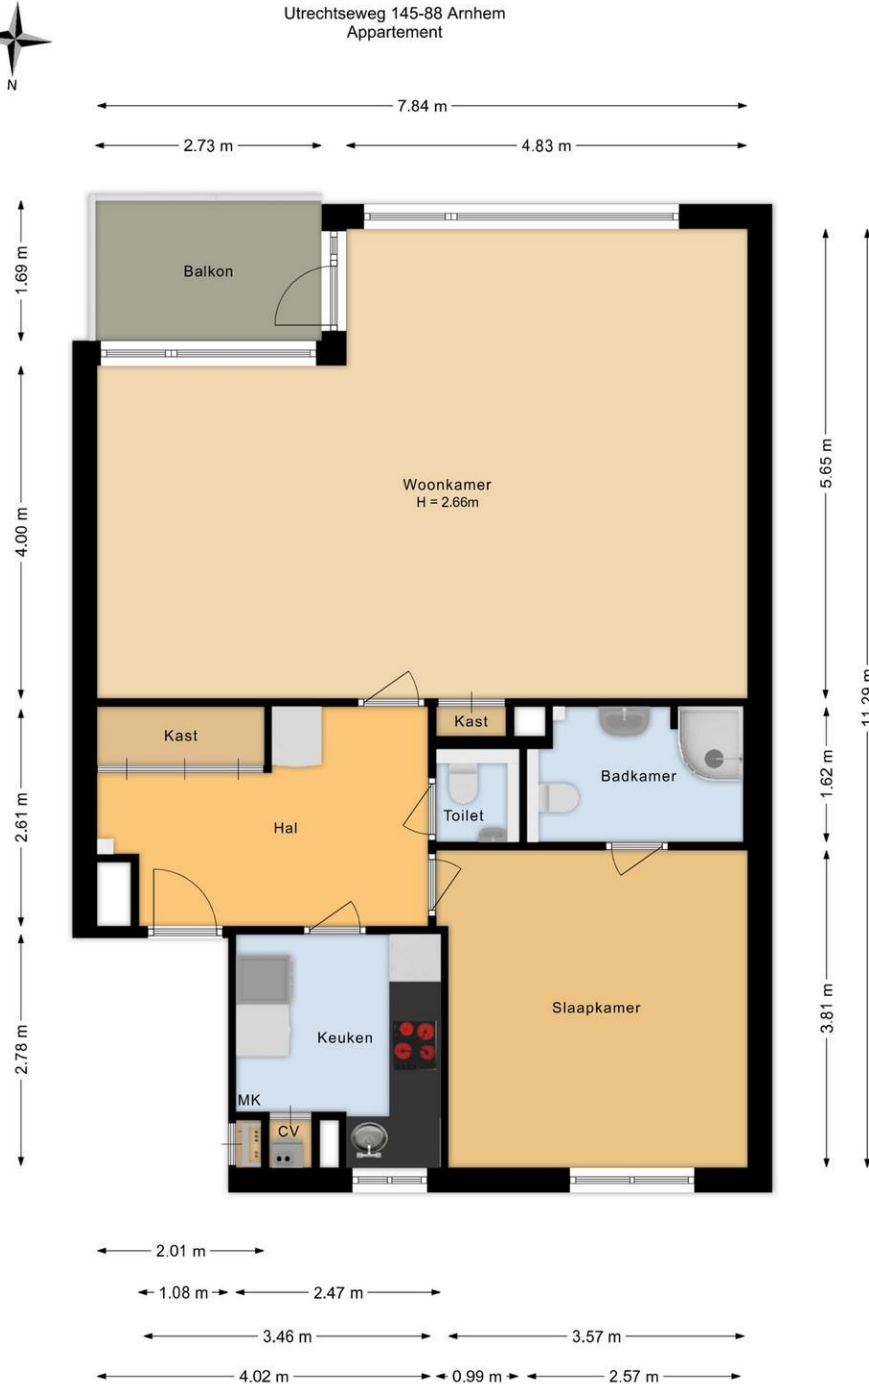 Utrechtseweg 145-88 Arnhem
Appartement
N
7.84 m
2.73 m
4.83 m
1.69 m
Balkon
5.65 m
11.29 m
4.00 m
Woonkamer
H = 2.66m
Kast
Kast
Badkamer
1.62 m
2.61 m
Hal
Toilet
Slaapkamer
3.81 m
2.78 m
Keuken
MK
CV
2.01 m
1.08 m
2.47 m
3.46 m
3.57 m
4.02 m
0.99 m
2.57 m